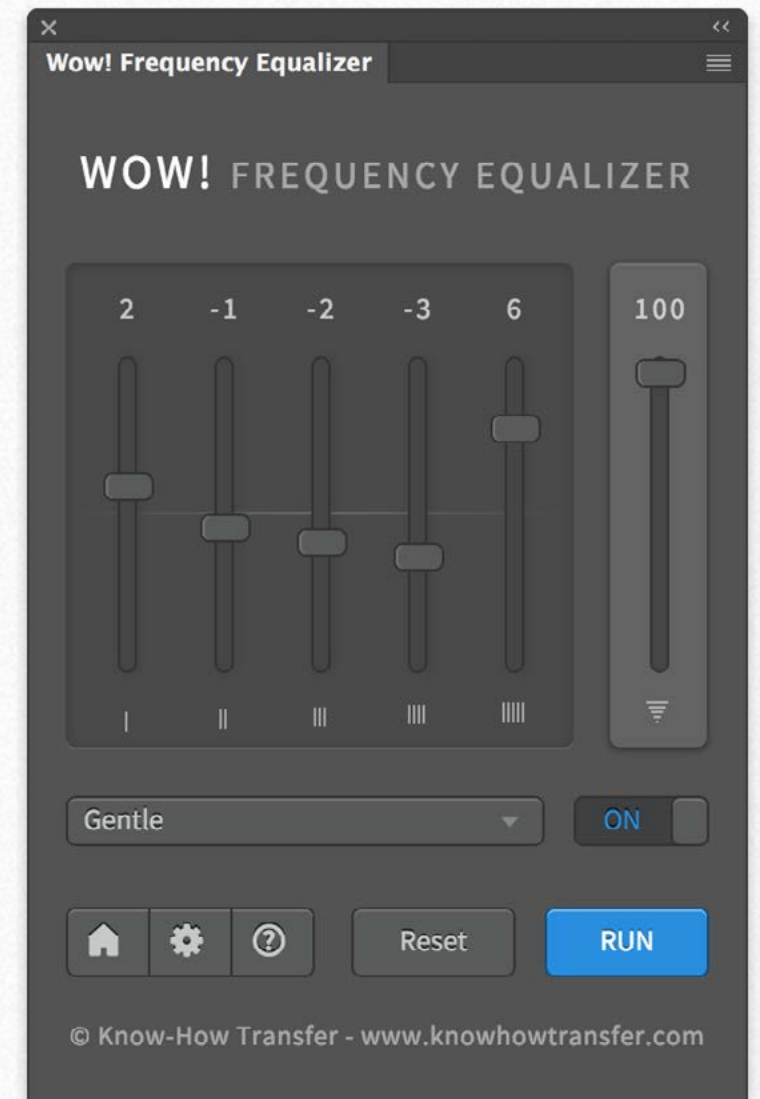 Wow! Frequency Equalizer
WOW! FREQUENCY EQUALIZER
2 -1 -2 -3 6 100
Gentle ON
Reset RUN
© Know-How Transfer - www.knowhowtransfer.com